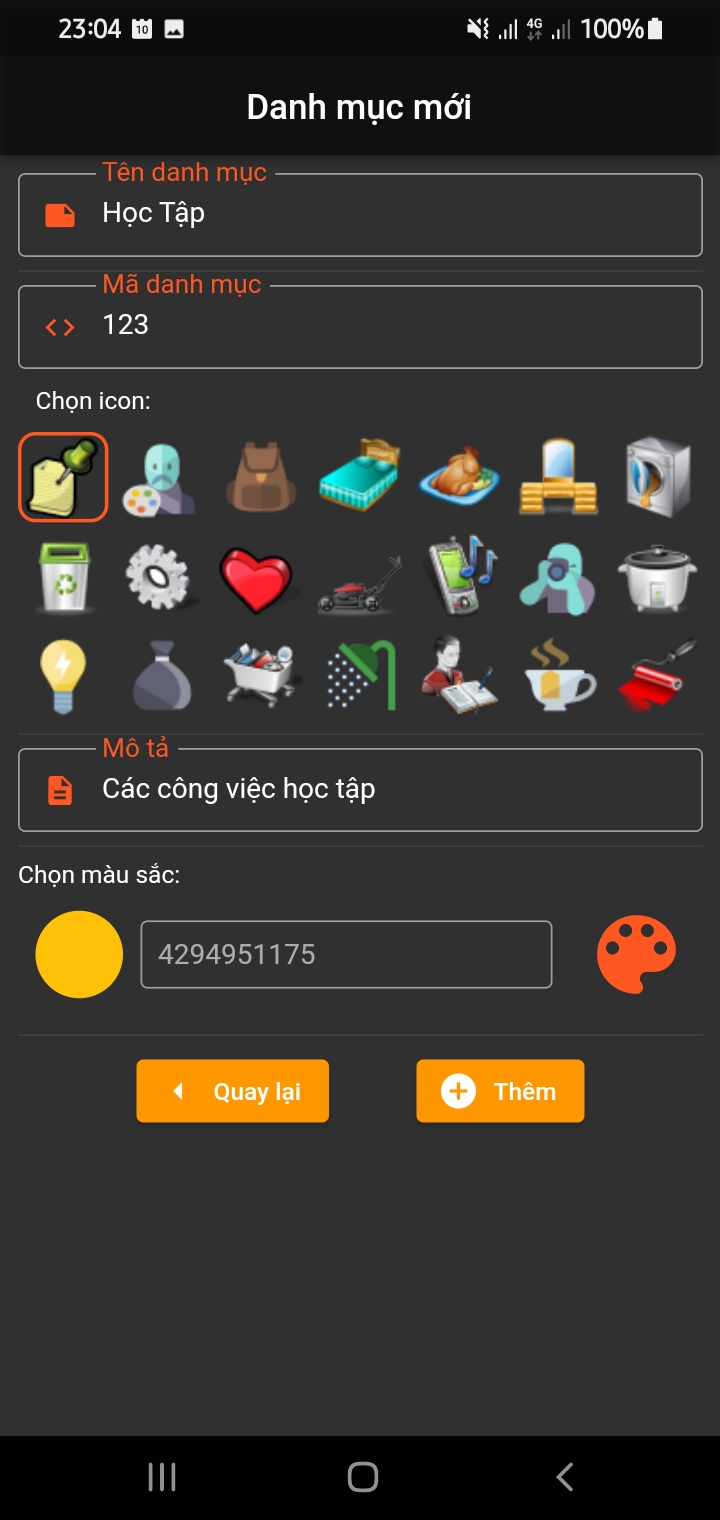 23:04 10 4G 100%
Danh mục mới
Tên danh mục
Học Tập
Mã danh mục
123
Chọn icon:
Mô tả
Các công việc học tập
Chọn màu sắc:
4294951175
Quay lại Thêm